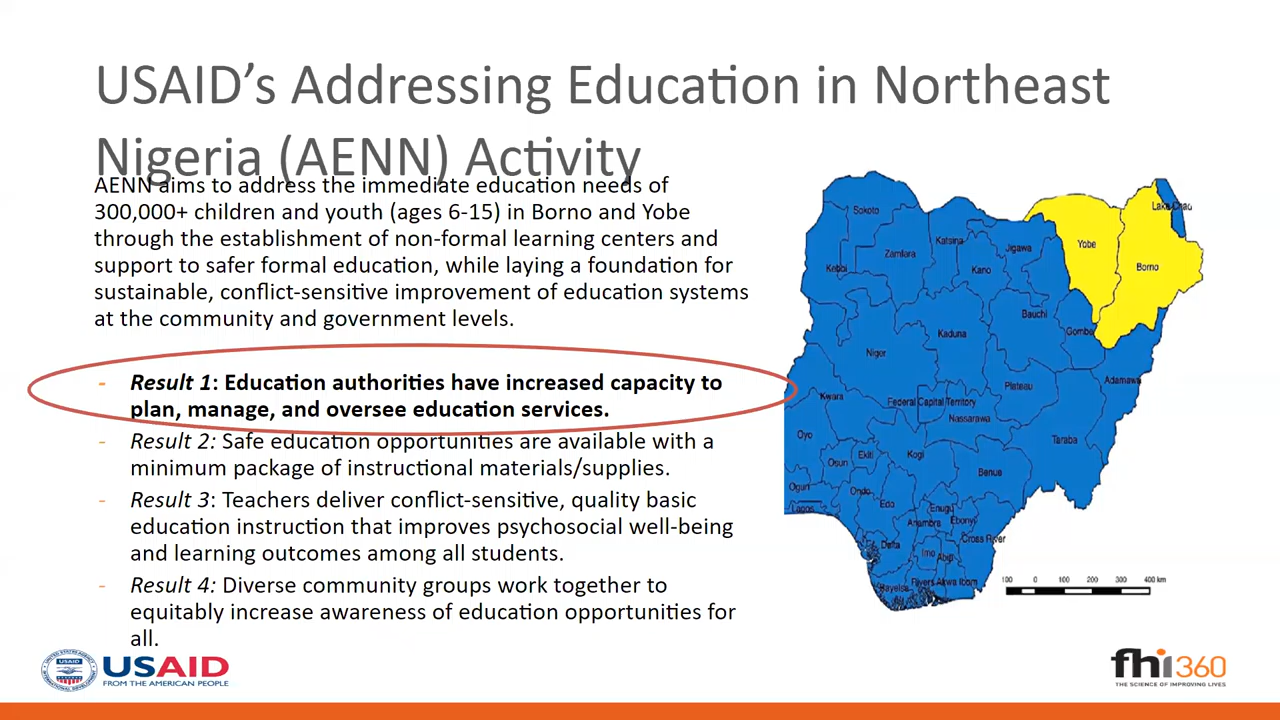 USAID’s Addressing Education in Northeast
Nigeria (AENN) Activity
AENN aims to address the immediate education needs of
300,000+ children and youth (ages 6-15) in Borno and Yobe
through the establishment of non-formal learning centers and
support to safer formal education, while laying a foundation for
sustainable, conflict-sensitive improvement of education systems
at the community and government levels.
- Result 1: Education authorities have increased capacity to
plan, manage, and oversee education services.
- Result 2: Safe education opportunities are available with a
minimum package of instructional materials/supplies.
- Result 3: Teachers deliver conflict-sensitive, quality basic
education instruction that improves psychosocial well-being
and learning outcomes among all students.
- Result 4: Diverse community groups work together to
equitably increase awareness of education opportunities for
all.
Sokoto
Zamfara
Katsina
Jigawa
Yobe
Borno
Kebbi
Kano
Bauchi
Gombe
Kaduna
Niger
Adamawa
Plateau
Kwara
Federal Capital Territory
Nassarawa
Oyo
Taraba
Osun
Ekiti
Kogi
Benue
Ogun
Ondo
Edo
Lagos
Enugu
Anambra
Ebonyi
Cross River
Delta
Imo
Abia
Bayelsa
Rivers
Akwa Ibom
100 0 100 200 300 400 km
USAID
FROM THE AMERICAN PEOPLE
fhi 360
THE SCIENCE OF IMPROVING LIVES